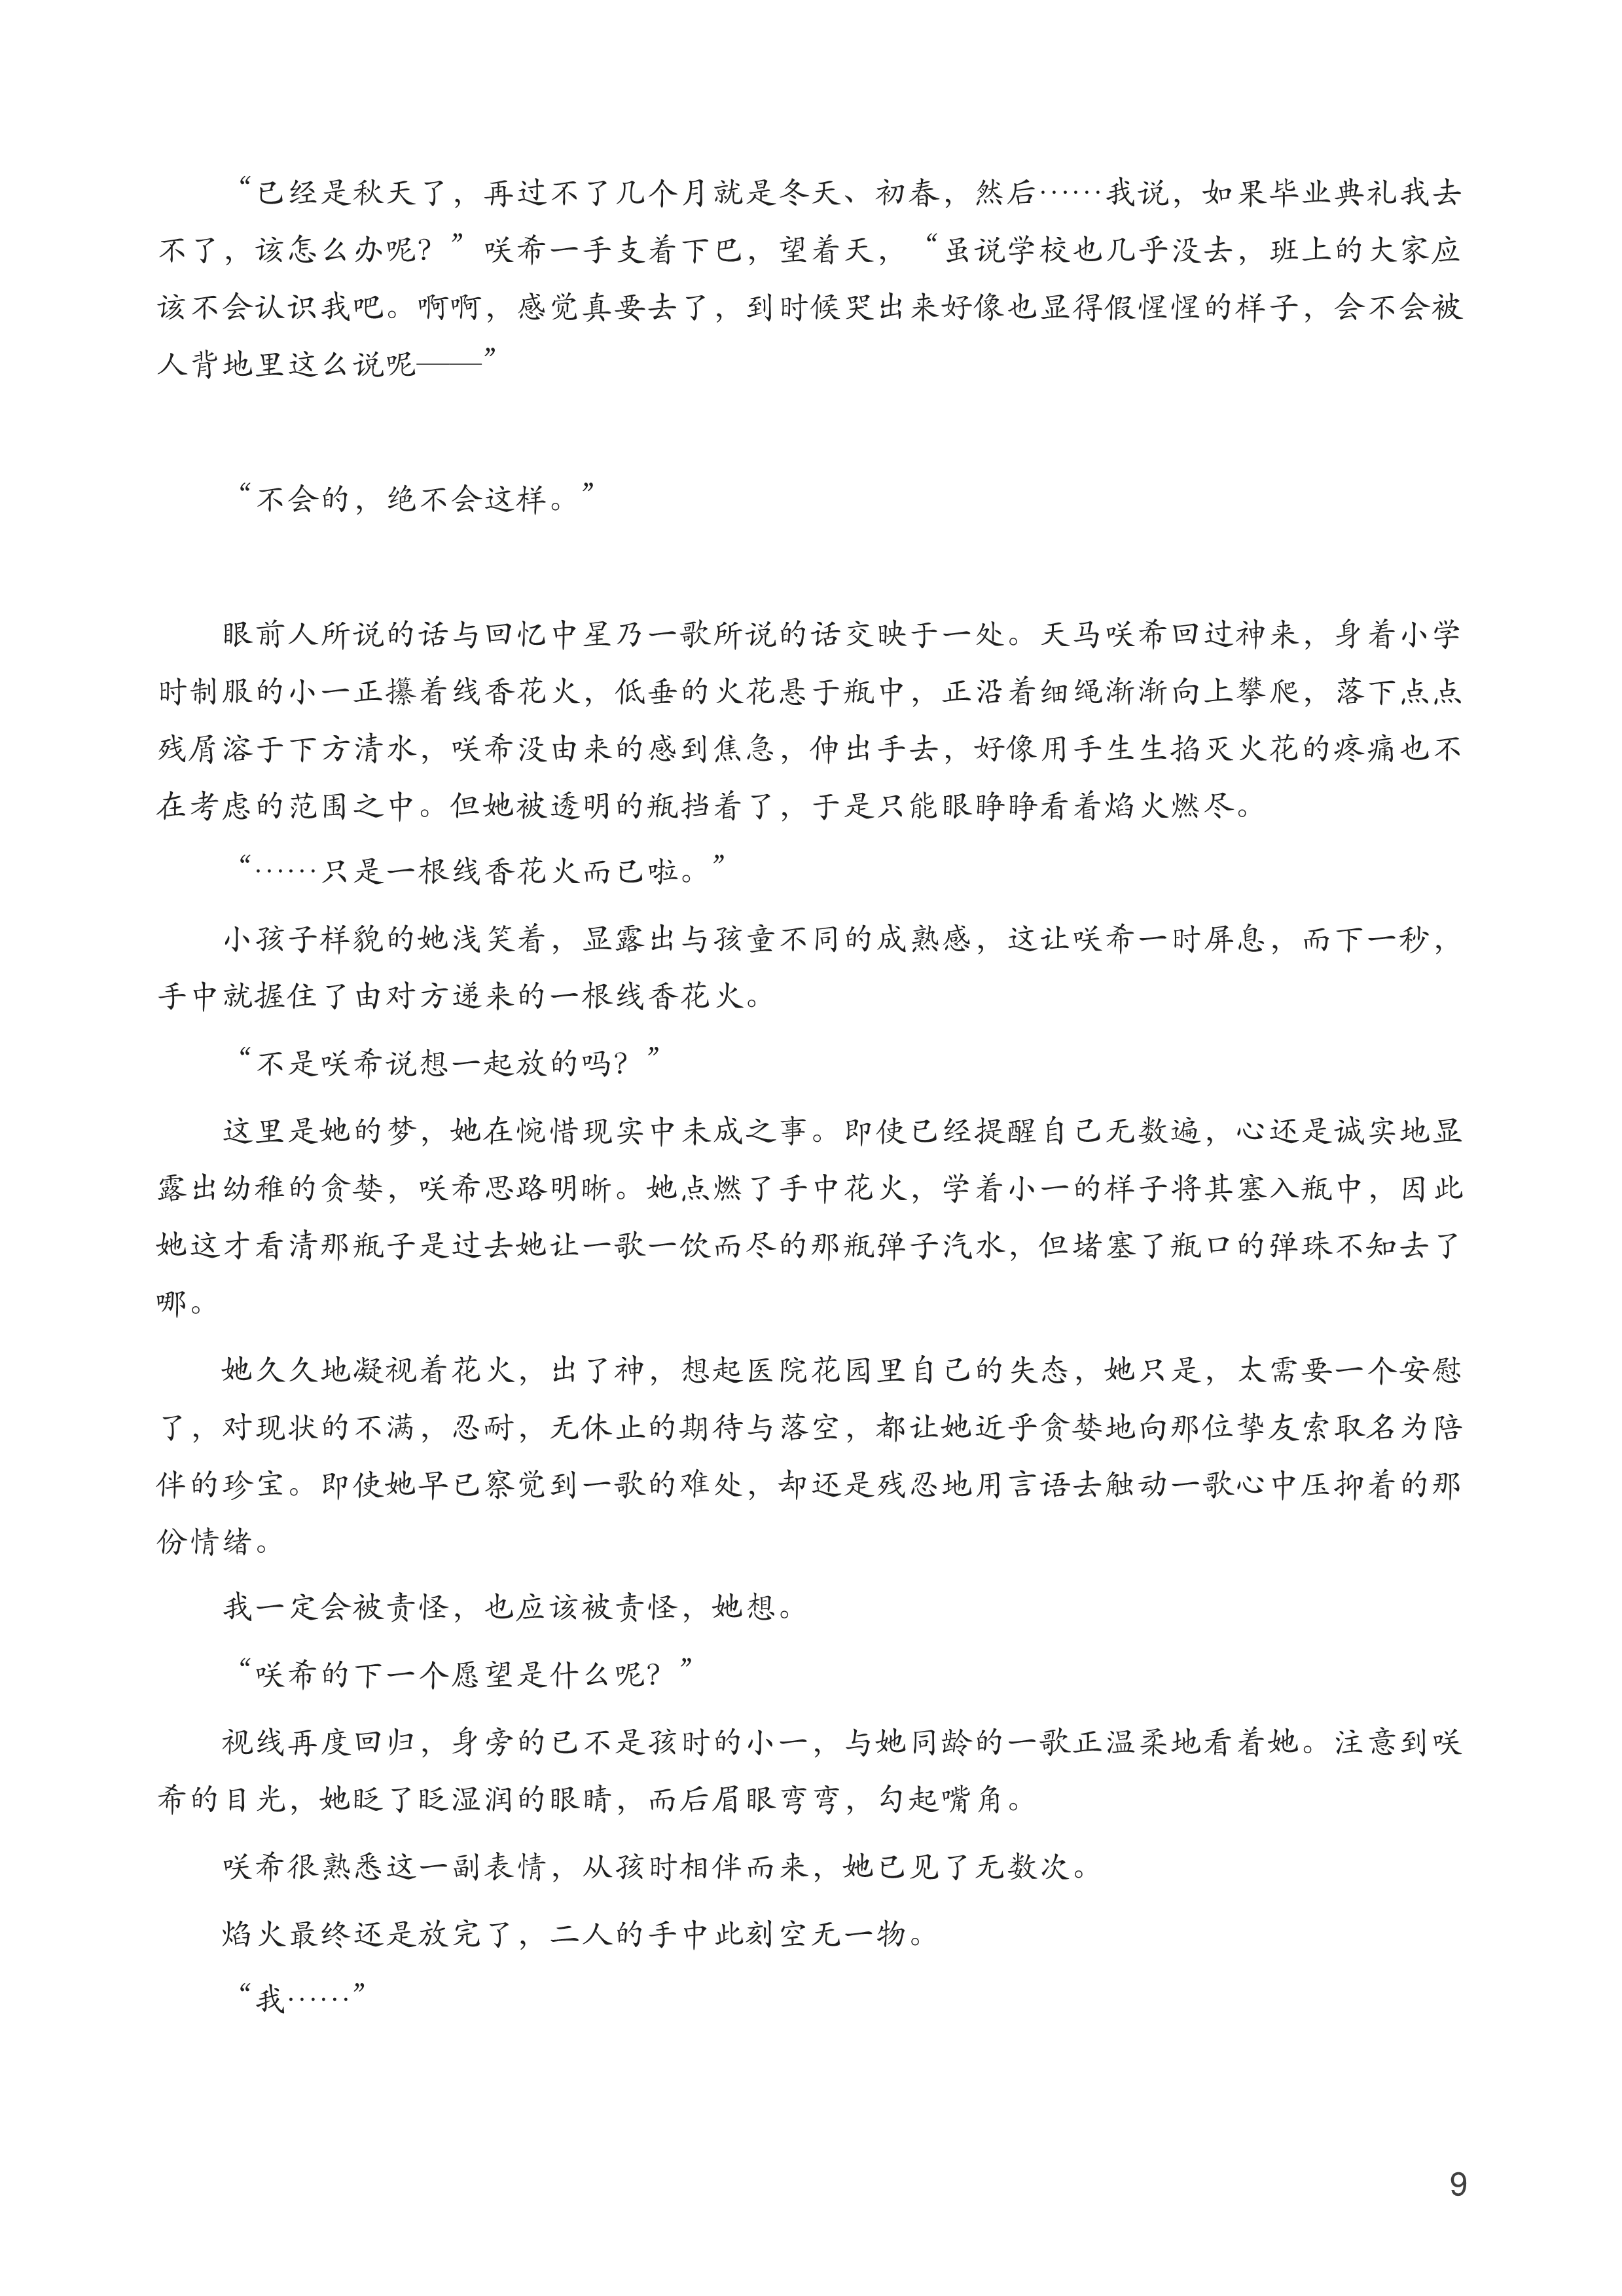 “已经是秋天了，再过不了几个月就是冬天、初春，然后……我说，如果毕业典礼我去
不了，该怎么办呢？”咲希一手支着下巴，望着天，“虽说学校也几乎没去，班上的大家应
该不会认识我吧。啊啊，感觉真要去了，到时候哭出来好像也显得假惺惺的样子，会不会被
人背地里这么说呢——”
“不会的，绝不会这样。”
眼前人所说的话与回忆中星乃一歌所说的话交映于一处。天马咲希回过神来，身着小学
时制服的小一正攥着线香花火，低垂的火花悬于瓶中，正沿着细绳渐渐向上攀爬，落下点点
残屑溶于下方清水，咲希没由来的感到焦急，伸出手去，好像用手生生掐灭火花的疼痛也不
在考虑的范围之中。但她被透明的瓶挡着了，于是只能眼睁睁看着焰火燃尽。
“……只是一根线香花火而已啦。”
小孩子样貌的她浅笑着，显露出与孩童不同的成熟感，这让咲希一时屏息，而下一秒，
手中就握住了由对方递来的一根线香花火。
“不是咲希说想一起放的吗？”
这里是她的梦，她在惋惜现实中未成之事。即使已经提醒自己无数遍，心还是诚实地显
露出幼稚的贪婪，咲希思路明晰。她点燃了手中花火，学着小一的样子将其塞入瓶中，因此
她这才看清那瓶子是过去她让一歌一饮而尽的那瓶弹子汽水，但堵塞了瓶口的弹珠不知去了
哪。
她久久地凝视着花火，出了神，想起医院花园里自己的失态，她只是，太需要一个安慰
了，对现状的不满，忍耐，无休止的期待与落空，都让她近乎贪婪地向那位挚友索取名为陪
伴的珍宝。即使她早已察觉到一歌的难处，却还是残忍地用言语去触动一歌心中压抑着的那
份情绪。
我一定会被责怪，也应该被责怪，她想。
“咲希的下一个愿望是什么呢？”
视线再度回归，身旁的已不是孩时的小一，与她同龄的一歌正温柔地看着她。注意到咲
希的目光，她眨了眨湿润的眼睛，而后眉眼弯弯，勾起嘴角。
咲希很熟悉这一副表情，从孩时相伴而来，她已见了无数次。
焰火最终还是放完了，二人的手中此刻空无一物。
“我……”
9